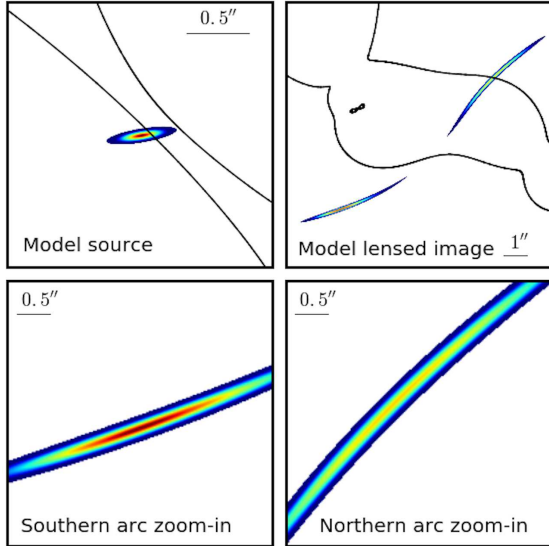 0.5″
Model source
Model lensed image 1″
0.5″
Southern arc zoom-in
0.5″
Northern arc zoom-in